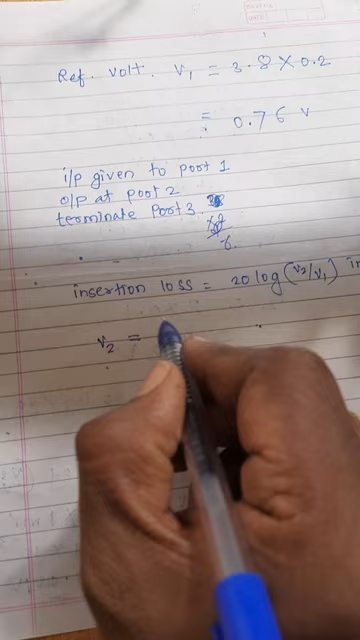 Ref. volt. V₁ = 3.8 × 0.2
= 0.76 V
i/p given to port 1
o/p at port 2
terminate port 3
insertion loss = 20 log (V₂/V₁) in
V₂ =